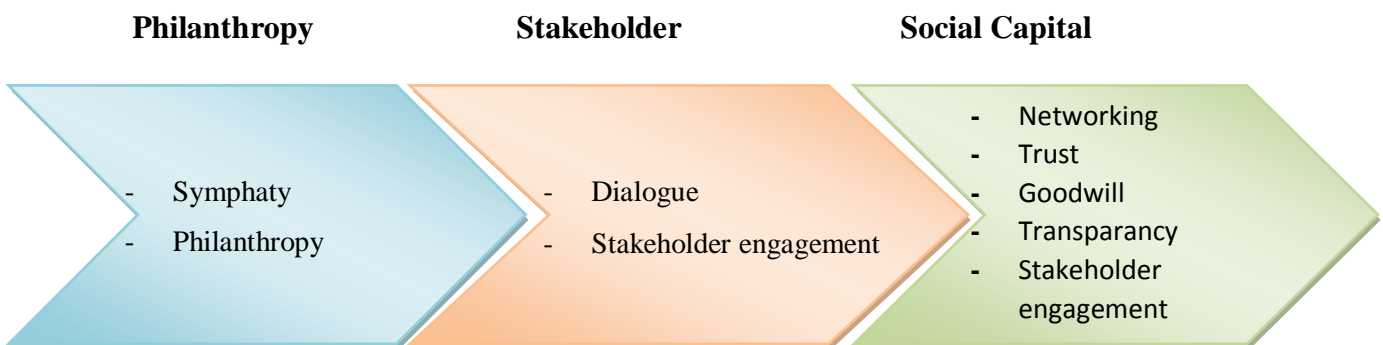 Philanthropy Stakeholder Social Capital
- Symphaty
- Philanthropy
- Dialogue
- Stakeholder engagement
- Networking
- Trust
- Goodwill
- Transparancy
- Stakeholder
engagement